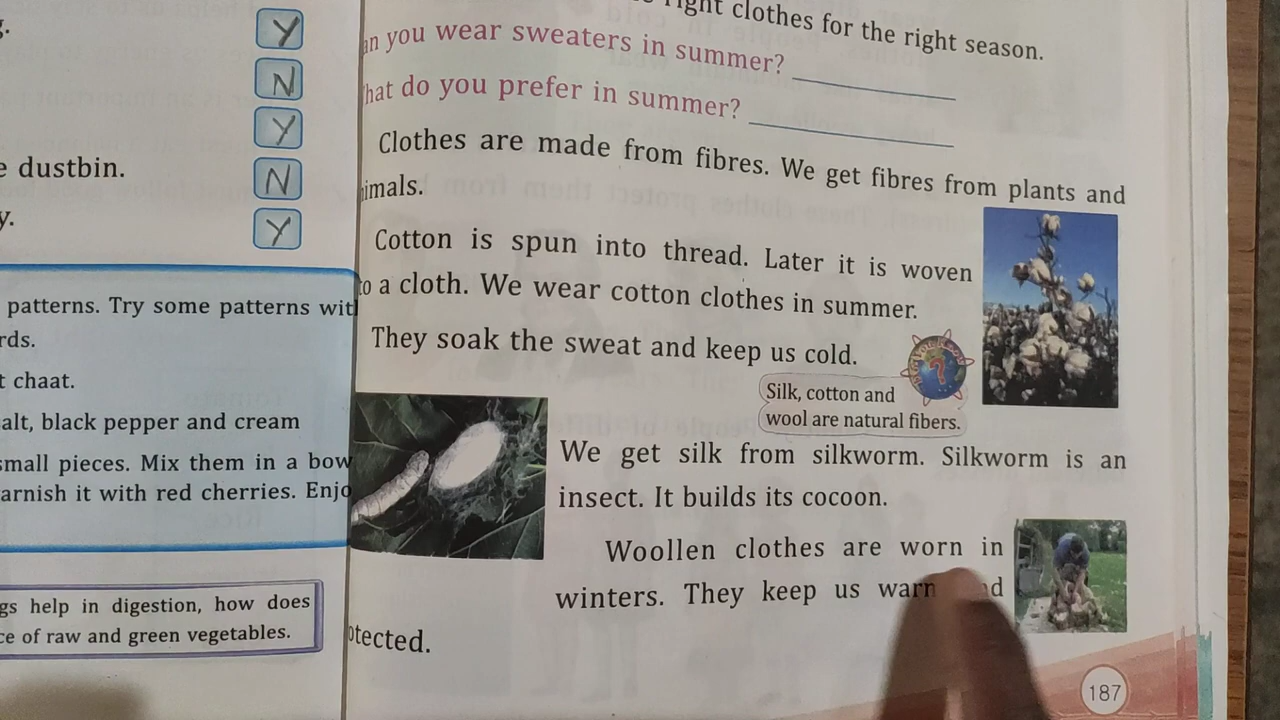 g.
Y
N
Y
e dustbin.
N
y.
Y
patterns. Try some patterns with
rds.
t chaat.
alt, black pepper and cream
small pieces. Mix them in a bow
arnish it with red cherries. Enjo
gs help in digestion, how does
ce of raw and green vegetables.
right clothes for the right season.
an you wear sweaters in summer?
hat do you prefer in summer?
Clothes are made from fibres. We get fibres from plants and
nimals.
Cotton is spun into thread. Later it is woven
to a cloth. We wear cotton clothes in summer.
They soak the sweat and keep us cold.
?
Silk, cotton and
wool are natural fibers.
We get silk from silkworm. Silkworm is an
insect. It builds its cocoon.
Woollen clothes are worn in
winters. They keep us warm
otected.
187